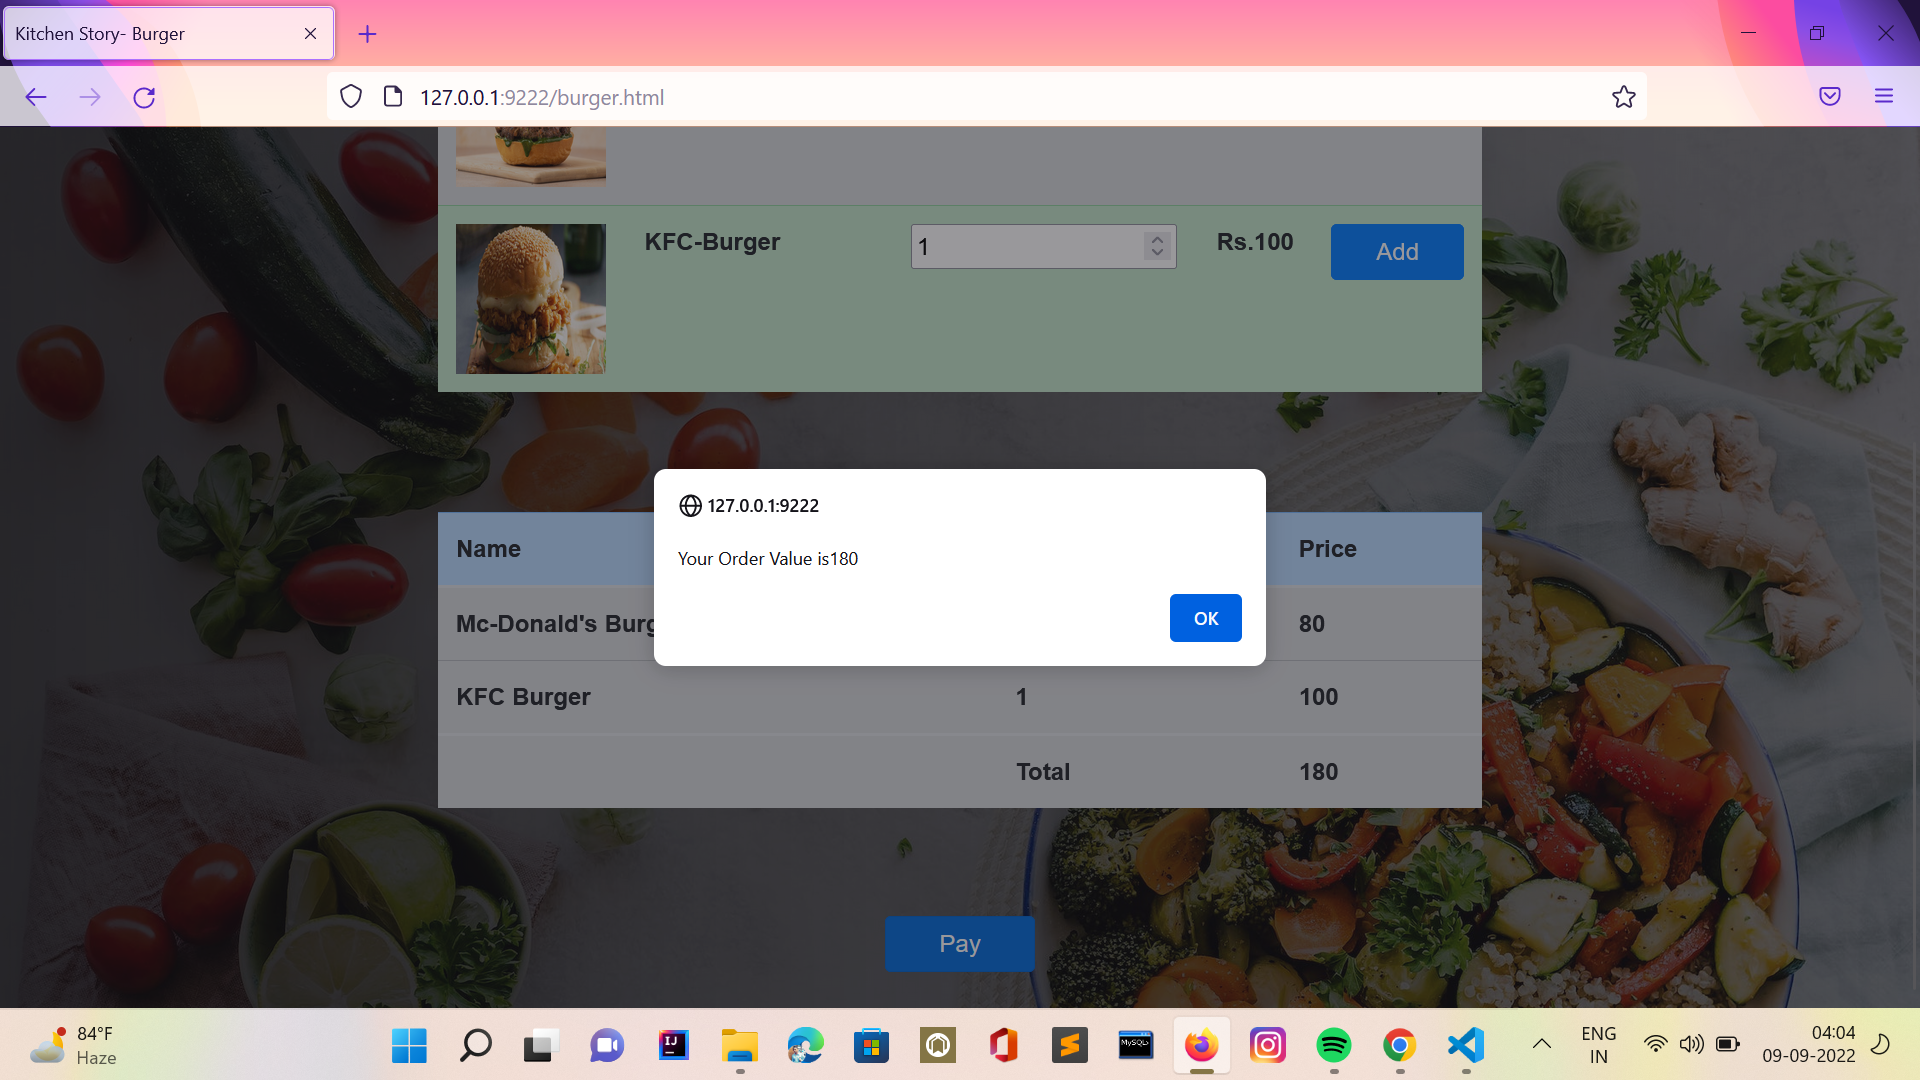 Kitchen Story- Burger
127.0.0.1:9222/burger.html
KFC-Burger 1 Rs.100 Add
127.0.0.1:9222
Your Order Value is180
OK
Name Price
Mc-Donald's Burg 80
KFC Burger 1 100
Total 180
Pay
84°F
Haze
IJ
MySQL>
ENG
IN
04:04
09-09-2022